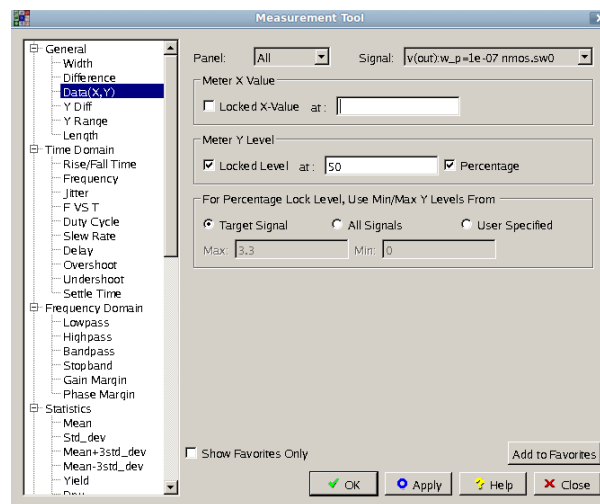 Measurement Tool
General
Width
Difference
Data(X,Y)
Y Diff
Y Range
Length
Time Domain
Rise/Fall Time
Frequency
Jitter
F VS T
Duty Cycle
Slew Rate
Delay
Overshoot
Undershoot
Settle Time
Frequency Domain
Lowpass
Highpass
Bandpass
Stopband
Gain Margin
Phase Margin
Statistics
Mean
Std_dev
Mean+3std_dev
Mean-3std_dev
Yield
Panel: All Signal: v(out):w_p=1e-07 nmos.sw0
Meter X Value
Locked X-Value at:
Meter Y Level
Locked Level at: 50 Percentage
For Percentage Lock Level, Use Min/Max Y Levels From
Target Signal All Signals User Specified
Max: 3.3 Min: 0
Show Favorites Only
Add to Favorites
OK Apply Help Close